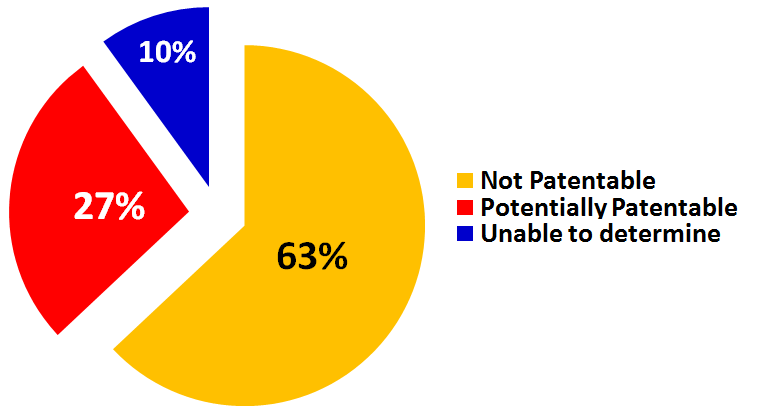 10%
27%
63%
Not Patentable
Potentially Patentable
Unable to determine